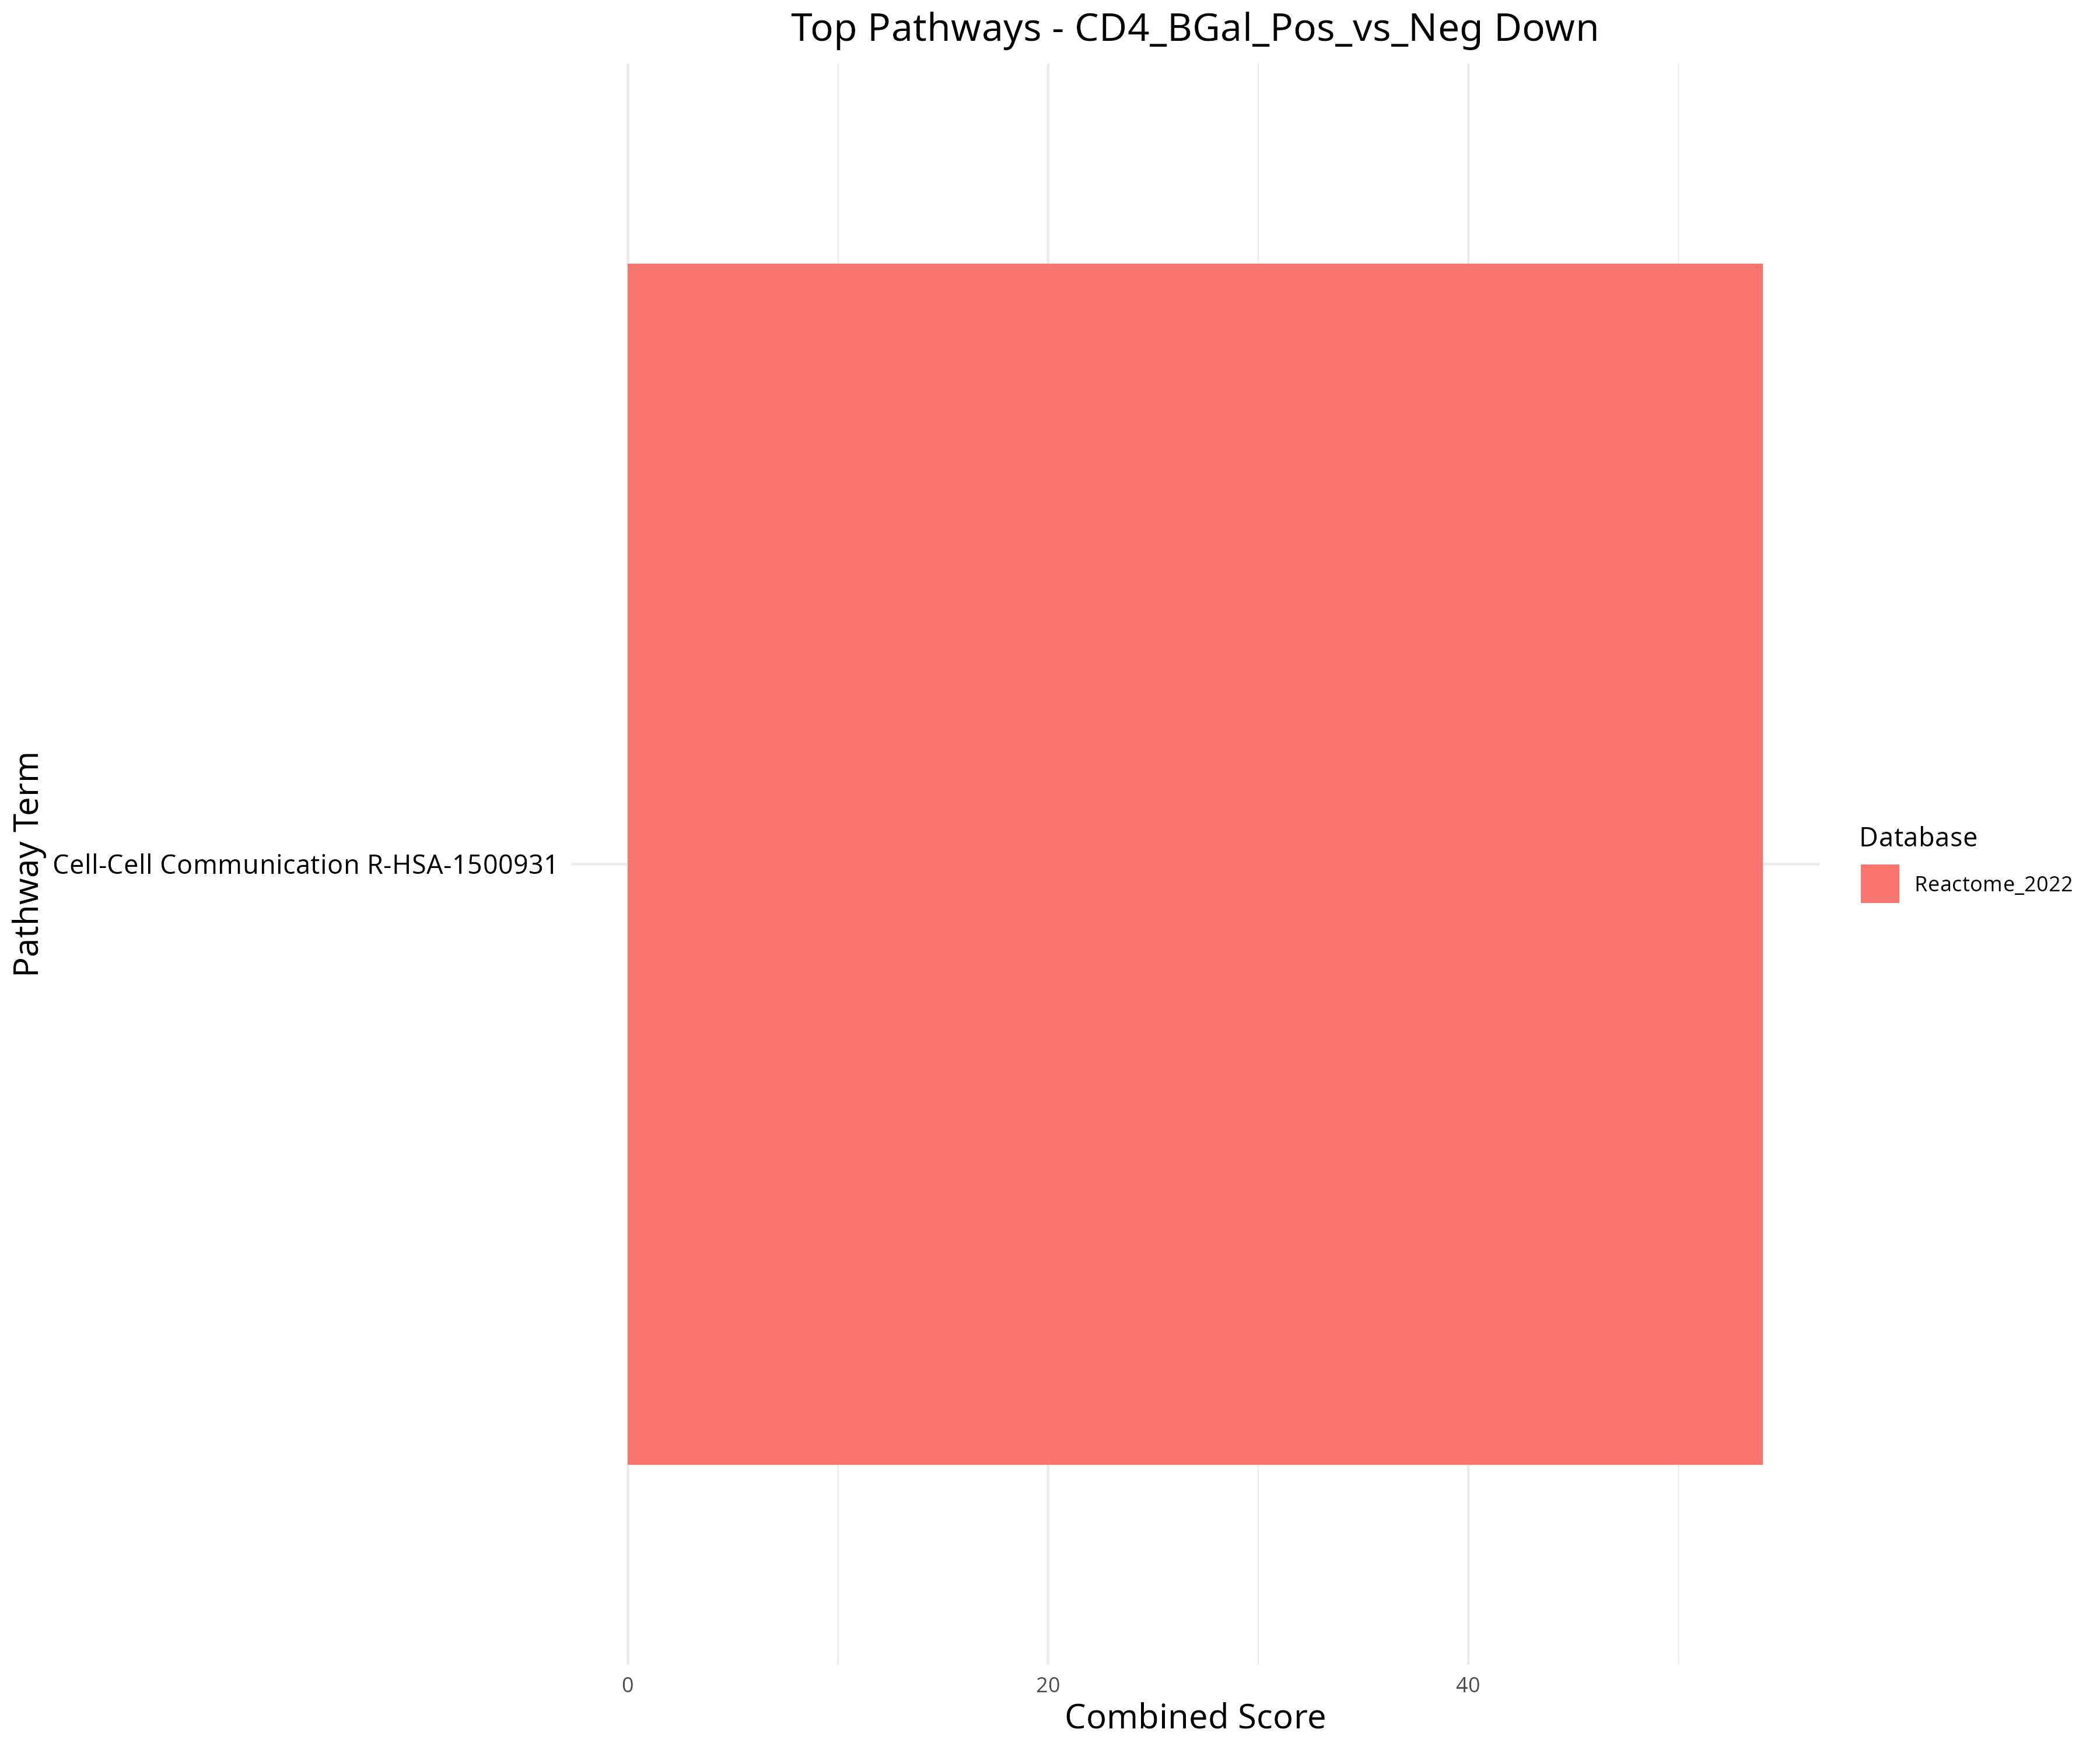 Top Pathways - CD4_BGal_Pos_vs_Neg Down
Pathway Term
Cell-Cell Communication R-HSA-1500931
Database
Reactome_2022
0 20 40
Combined Score